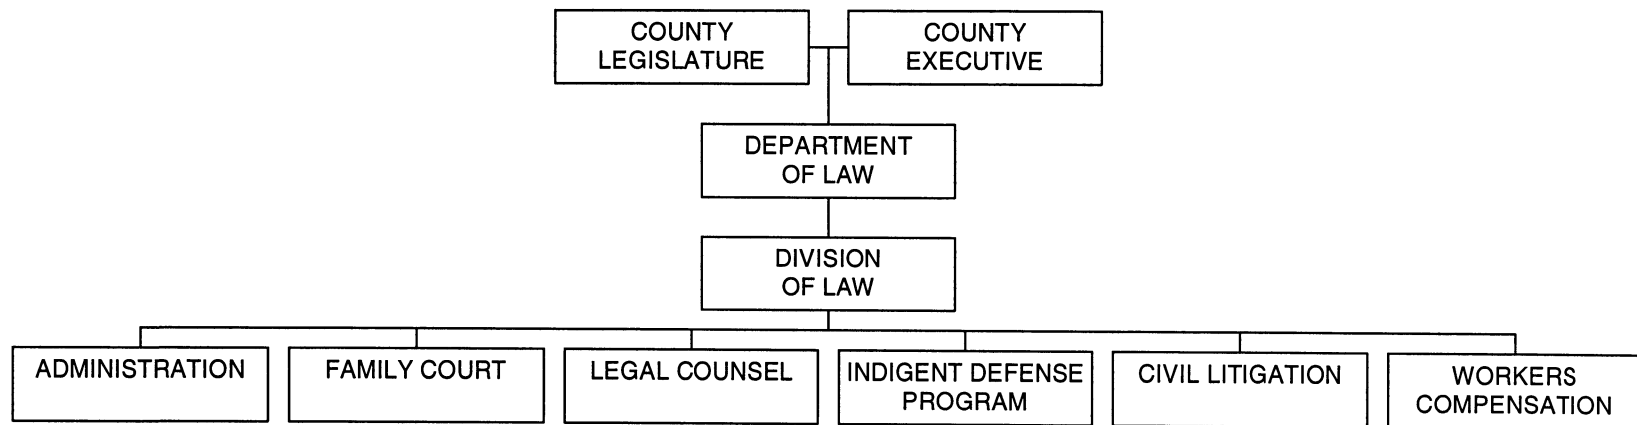 COUNTY
LEGISLATURE
COUNTY
EXECUTIVE
DEPARTMENT
OF LAW
DIVISION
OF LAW
ADMINISTRATION
FAMILY COURT
LEGAL COUNSEL
INDIGENT DEFENSE
PROGRAM
CIVIL LITIGATION
WORKERS
COMPENSATION